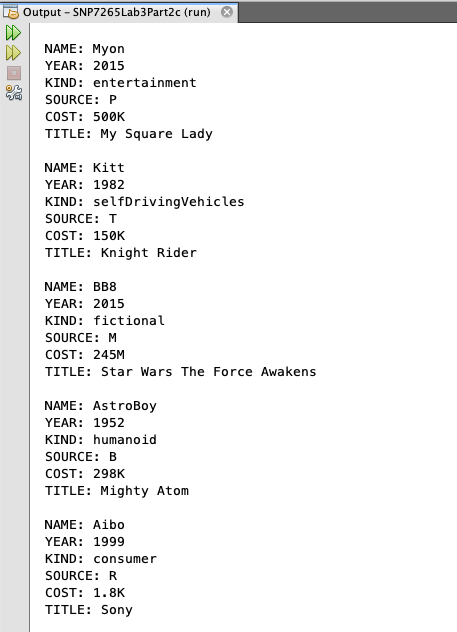 Output – SNP7265Lab3Part2c (run)
NAME: Myon
YEAR: 2015
KIND: entertainment
SOURCE: P
COST: 500K
TITLE: My Square Lady
NAME: Kitt
YEAR: 1982
KIND: selfDrivingVehicles
SOURCE: T
COST: 150K
TITLE: Knight Rider
NAME: BB8
YEAR: 2015
KIND: fictional
SOURCE: M
COST: 245M
TITLE: Star Wars The Force Awakens
NAME: AstroBoy
YEAR: 1952
KIND: humanoid
SOURCE: B
COST: 298K
TITLE: Mighty Atom
NAME: Aibo
YEAR: 1999
KIND: consumer
SOURCE: R
COST: 1.8K
TITLE: Sony